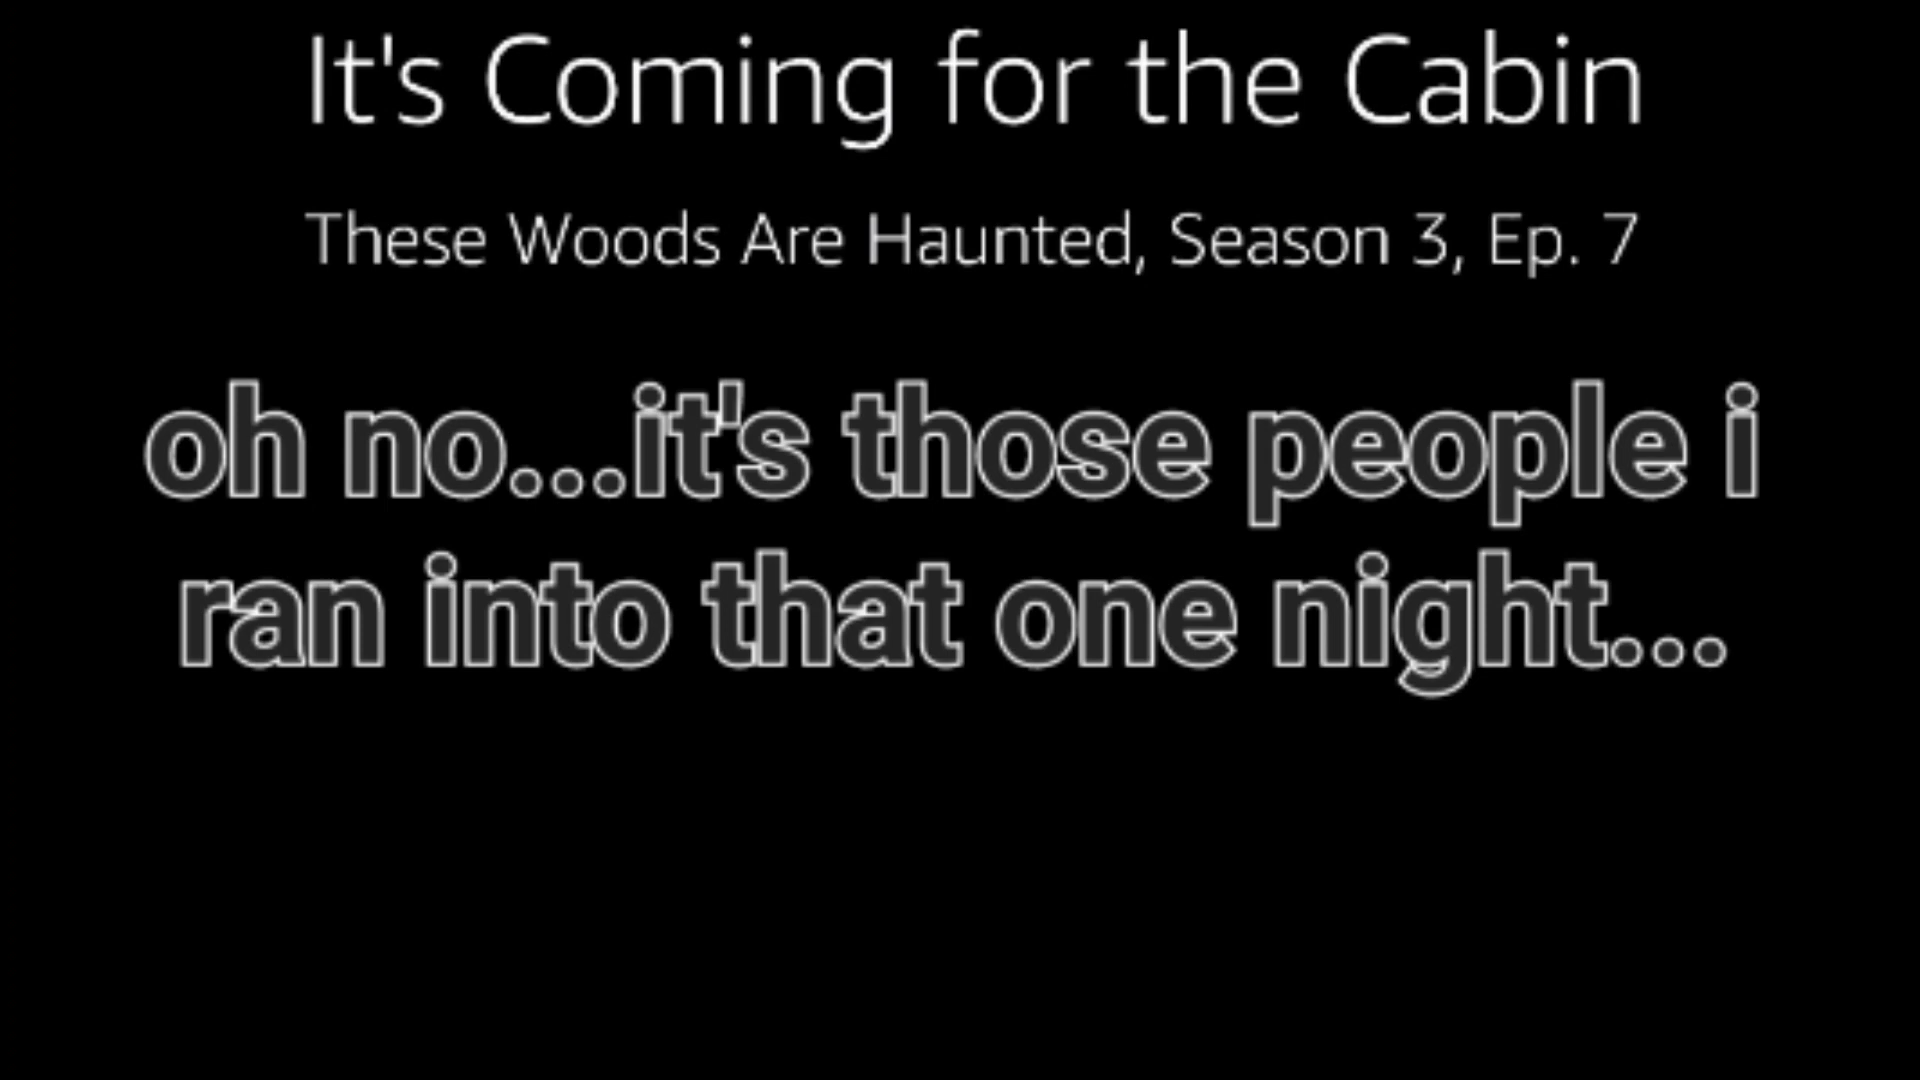 It's Coming for the Cabin
These Woods Are Haunted, Season 3, Ep. 7
oh no...it's those people i
ran into that one night...